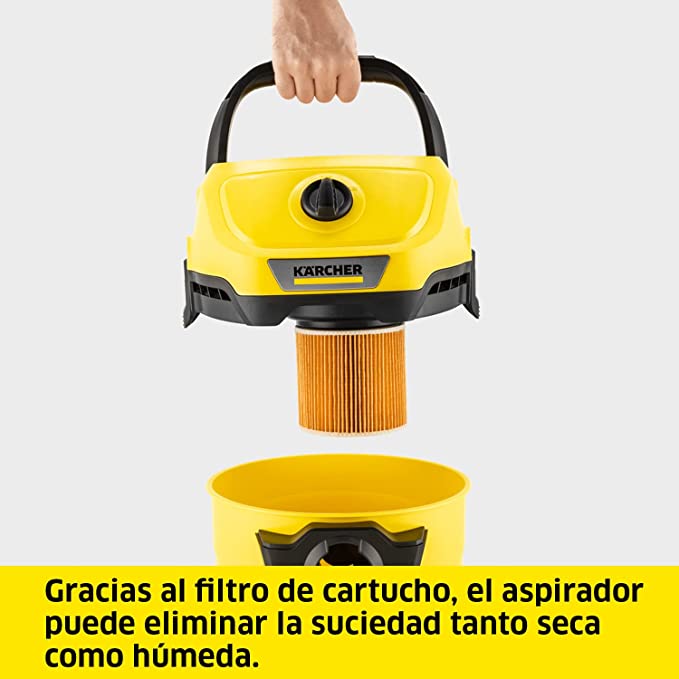 KÄRCHER
Gracias al filtro de cartucho, el aspirador
puede eliminar la suciedad tanto seca
como húmeda.